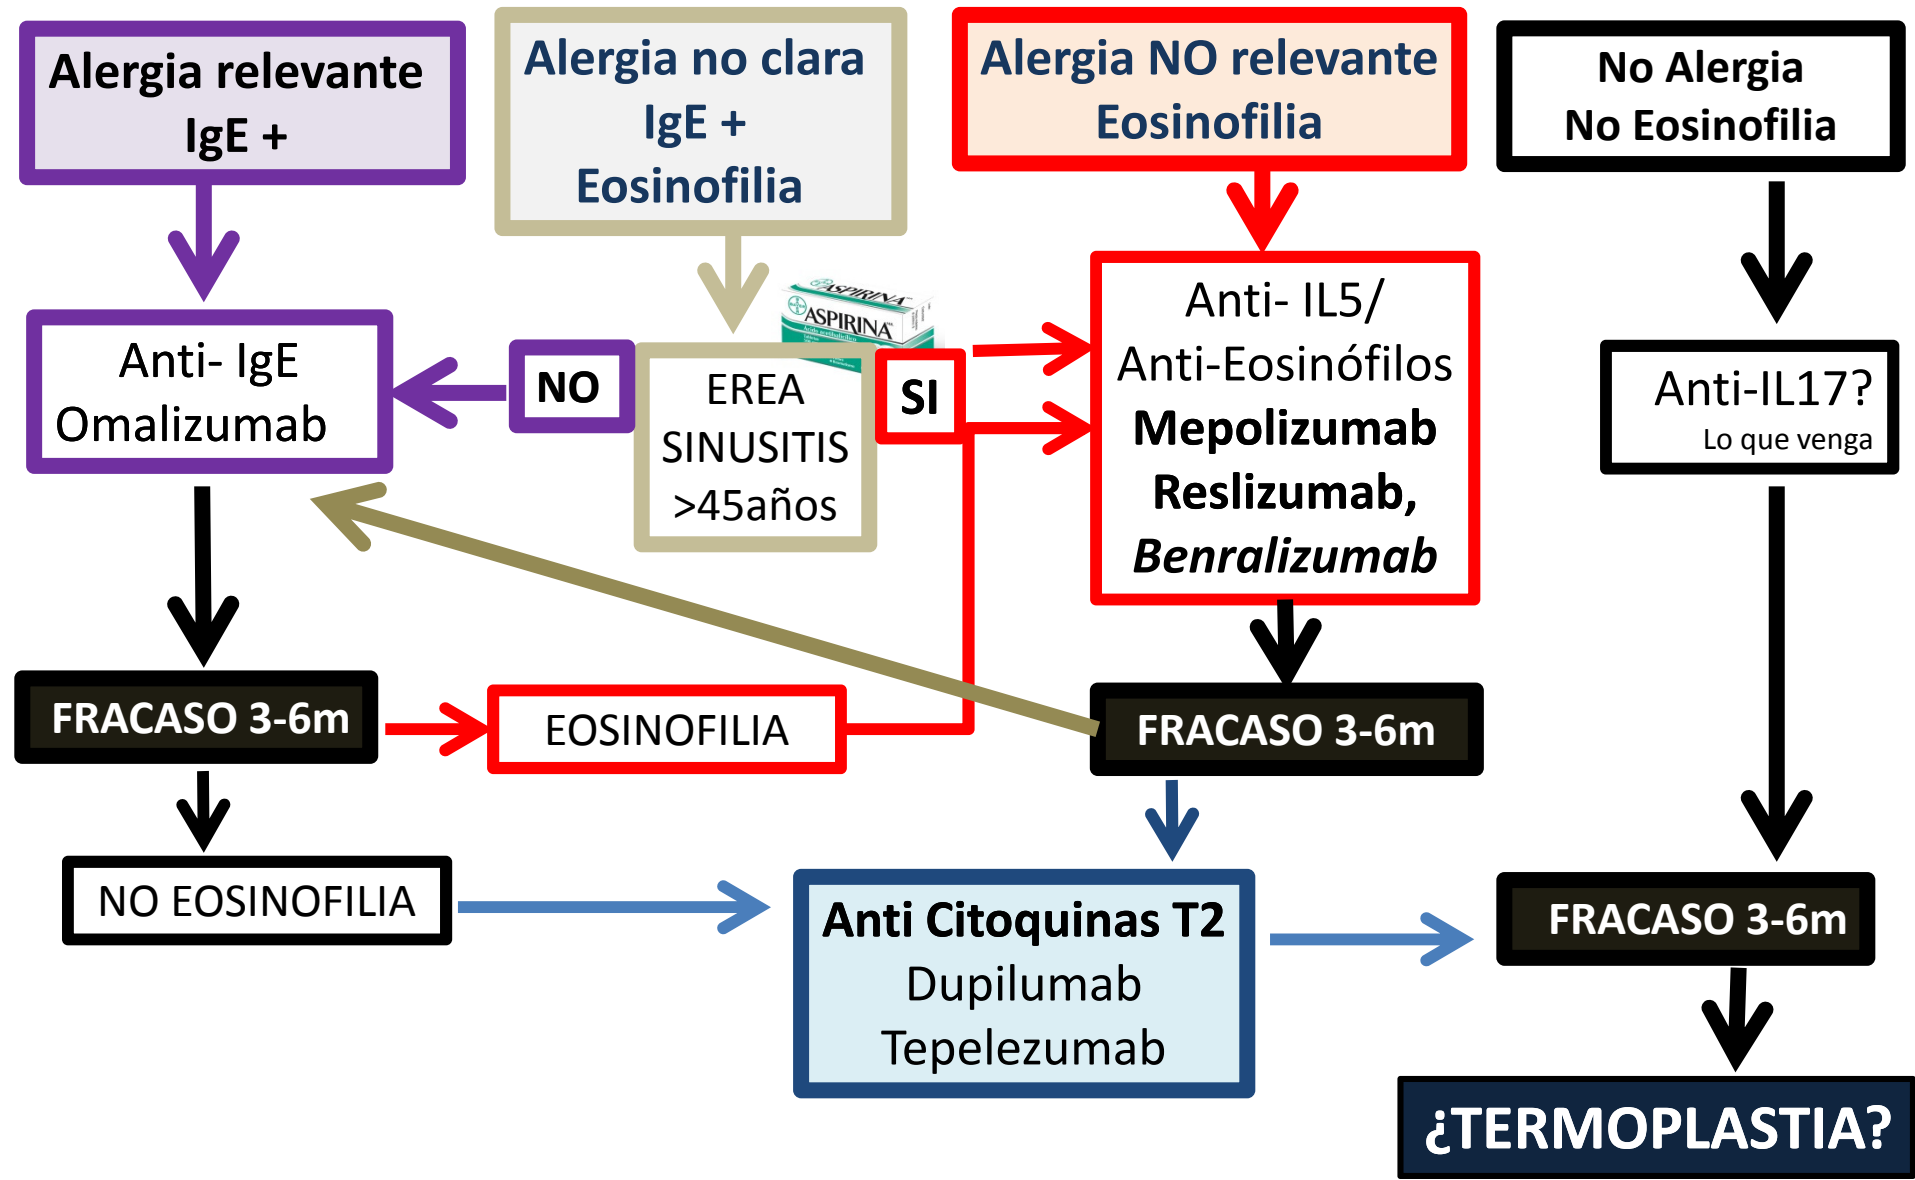 Alergia relevante
IgE +
Alergia no clara
IgE +
Eosinofilia
Alergia NO relevante
Eosinofilia
No Alergia
No Eosinofilia
Anti- IgE
Omalizumab
NO
ASPIRINA
ASPIRINA
EREA
SINUSITIS
>45años
SI
Anti- IL5/
Anti-Eosinófilos
Mepolizumab
Reslizumab,
Benralizumab
Anti-IL17?
Lo que venga
FRACASO 3-6m
EOSINOFILIA
FRACASO 3-6m
NO EOSINOFILIA
Anti Citoquinas T2
Dupilumab
Tepelezumab
FRACASO 3-6m
¿TERMOPLASTIA?